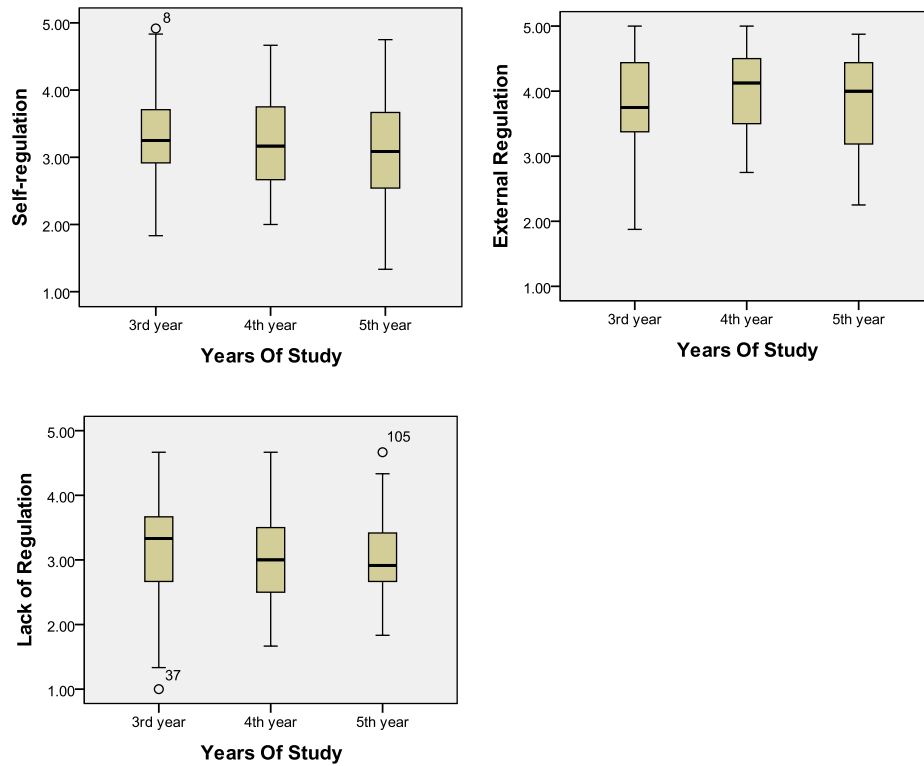 5.00
4.00
3.00
2.00
1.00
Self-regulation
8
3rd year
4th year
5th year
Years Of Study
5.00
4.00
3.00
2.00
1.00
External Regulation
3rd year
4th year
5th year
Years Of Study
5.00
4.00
3.00
2.00
1.00
Lack of Regulation
105
37
3rd year
4th year
5th year
Years Of Study